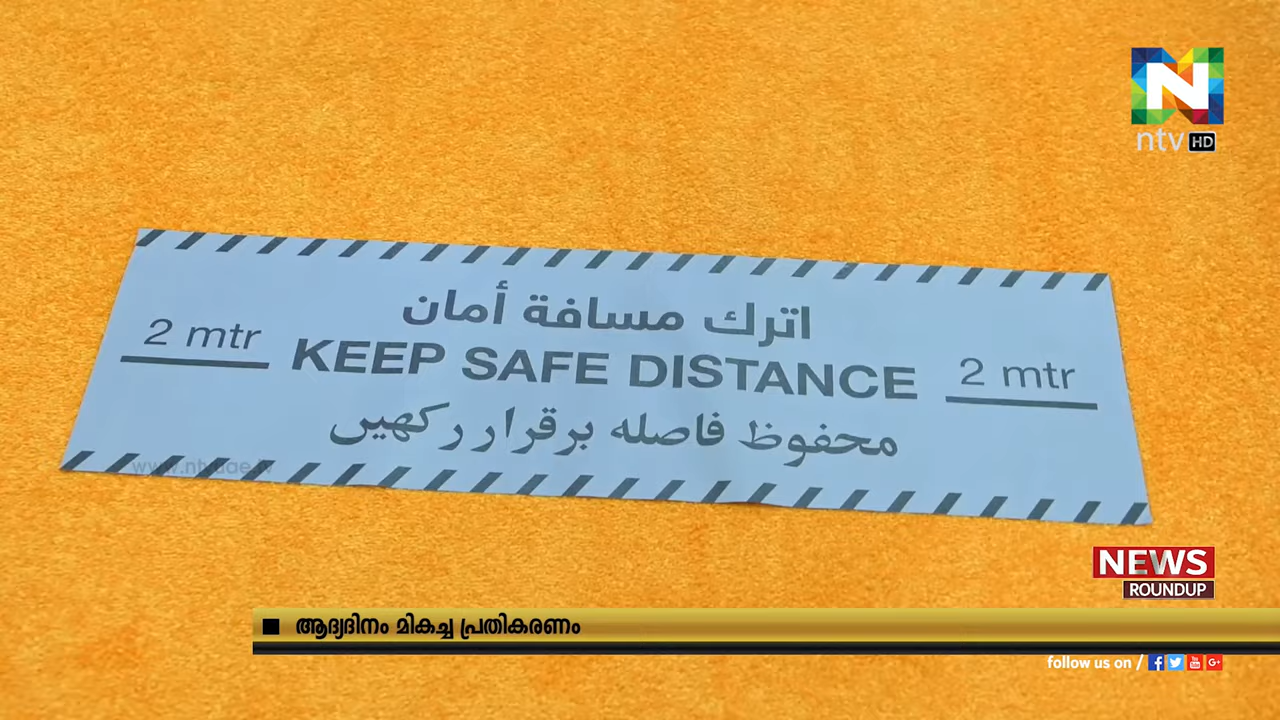 N
ntv HD
اترك مسافة أمان
2 mtr KEEP SAFE DISTANCE 2 mtr
محفوظ فاصله برقرار رکھیں
NEWS
ROUNDUP
■ ആദ്യദിനം മികച്ച പ്രതികരണം
follow us on /